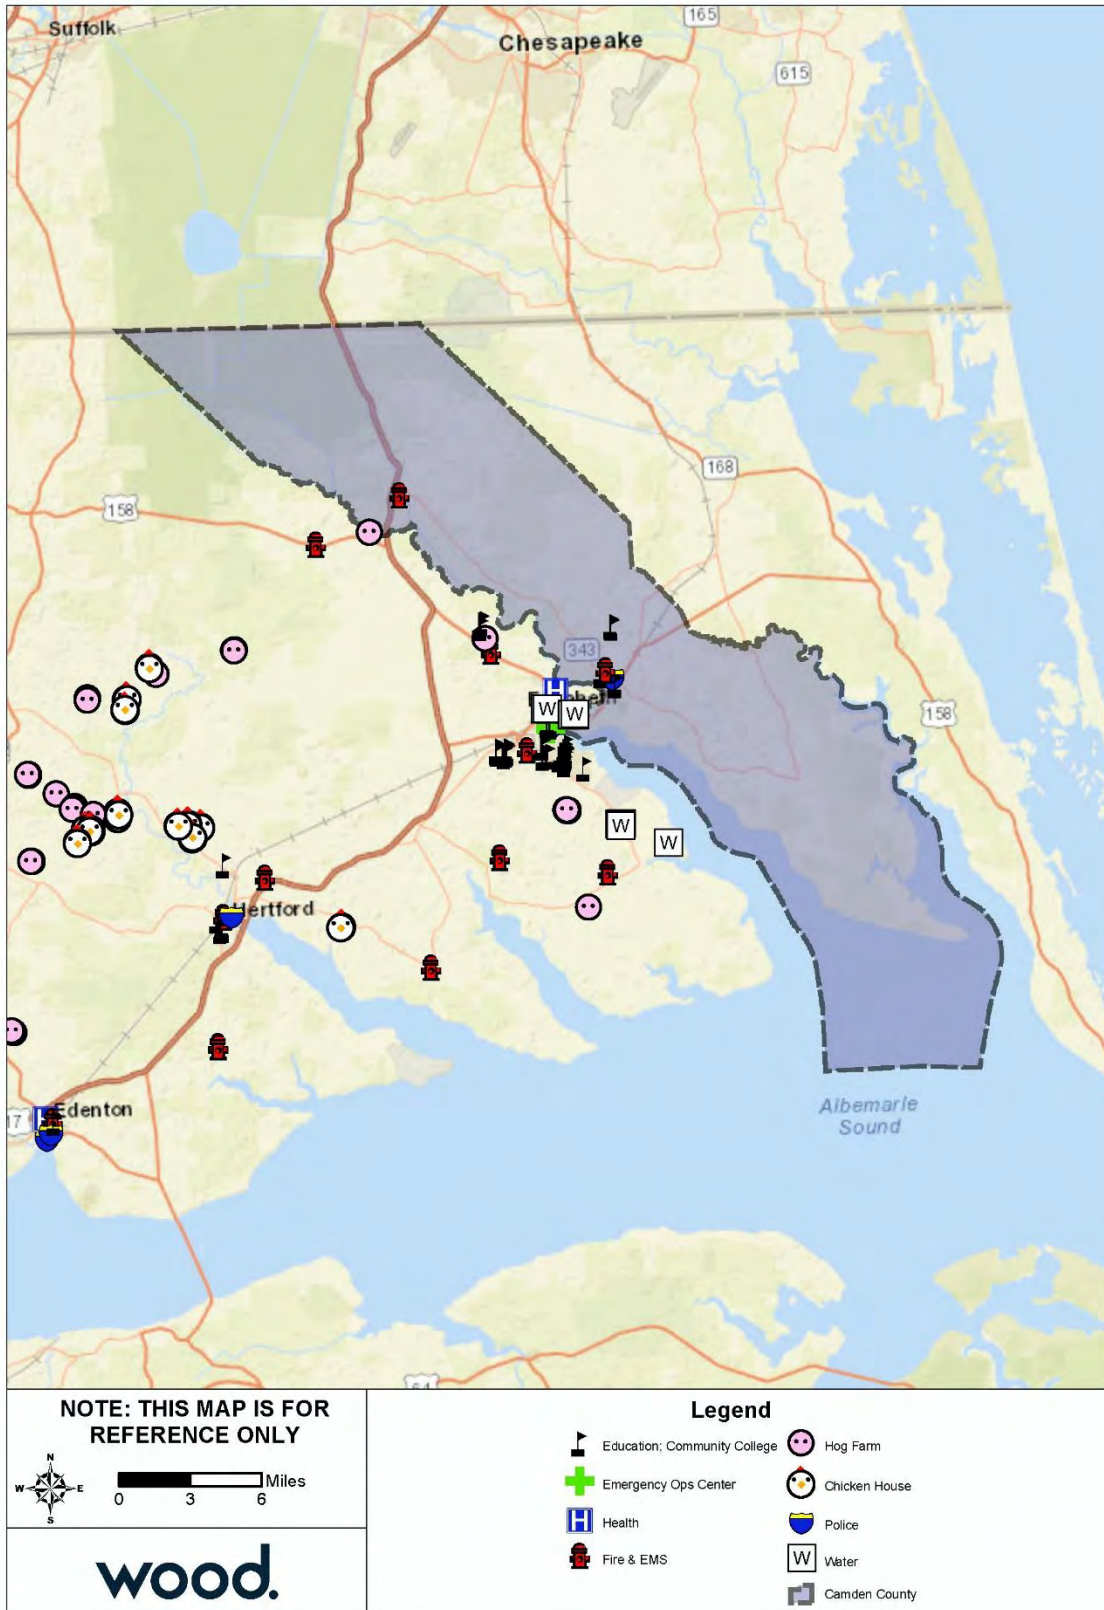 Suffolk
165
Chesapeake
615
168
158
343
158
Hertford
Edenton
17
Albemarle
Sound
64
NOTE: THIS MAP IS FOR
REFERENCE ONLY
N
W
E
S
0 3 6 Miles
wood.
Legend
Education; Community College
Emergency Ops Center
H Health
Fire & EMS
Hog Farm
Chicken House
Police
W Water
Camden County